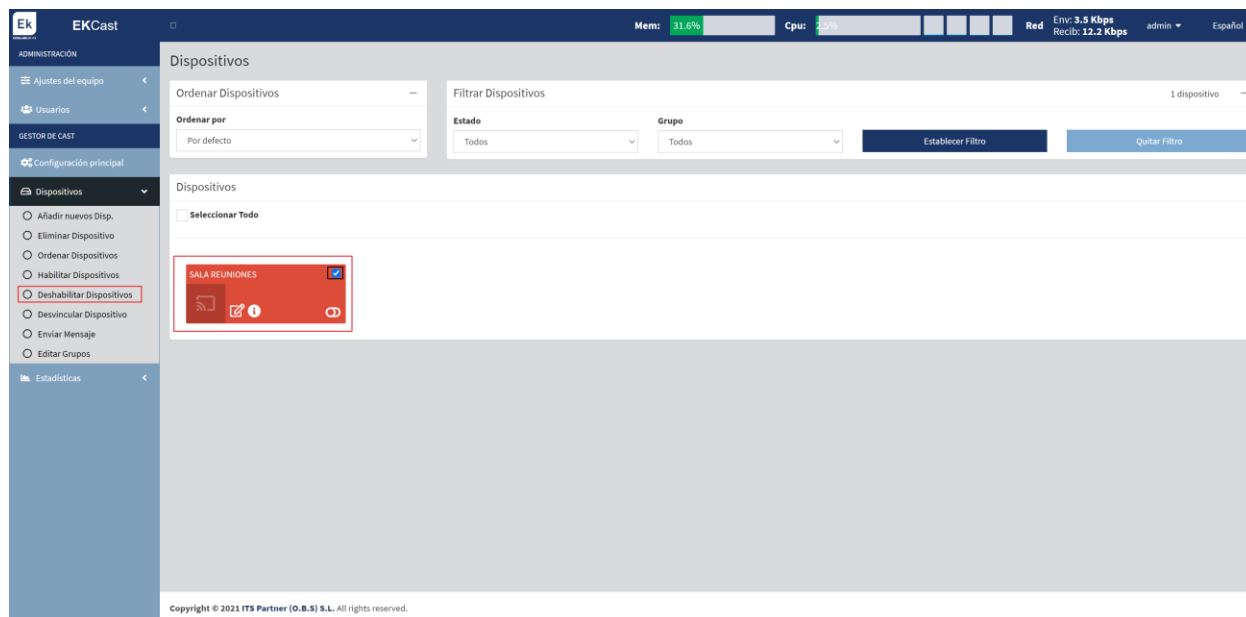 Ek
EKCast
Mem: 31.6%
Cpu: 2.5%
Red
Env: 3.5 Kbps
Recib: 12.2 Kbps
admin
Español
ADMINISTRACIÓN
Ajustes del equipo
Usuarios
GESTOR DE CAST
Configuración principal
Dispositivos
Añadir nuevos Disp.
Eliminar Dispositivo
Ordenar Dispositivos
Habilitar Dispositivos
Deshabilitar Dispositivos
Desvincular Dispositivo
Enviar Mensaje
Editar Grupos
Estadísticas
Dispositivos
Ordenar Dispositivos
Ordenar por
Por defecto
Filtrar Dispositivos
1 dispositivo
Estado
Grupo
Todos
Todos
Establecer Filtro
Quitar Filtro
Dispositivos
Seleccionar Todo
SALA REUNIONES
Copyright © 2021 ITS Partner (O.B.S) S.L. All rights reserved.